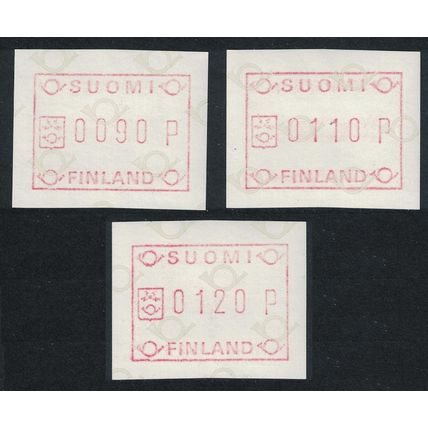 SUOMI
0090 P
FINLAND
SUOMI
0110 P
FINLAND
SUOMI
0120 P
FINLAND